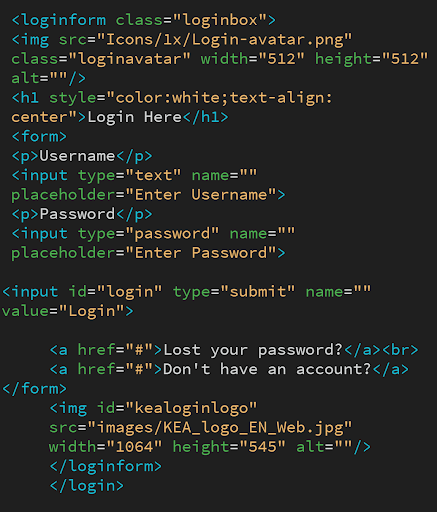 <loginform class="loginbox">
<img src="Icons/1x/Login-avatar.png"
class="loginavatar" width="512" height="512"
alt=""/>
<h1 style="color:white;text-align:
center">Login Here</h1>
<form>
<p>Username</p>
<input type="text" name=""
placeholder="Enter Username">
<p>Password</p>
<input type="password" name=""
placeholder="Enter Password">
<input id="login" type="submit" name=""
value="Login">
<a href="#">Lost your password?</a><br>
<a href="#">Don't have an account?</a>
</form>
<img id="kealoginlogo"
src="images/KEA_logo_EN_Web.jpg"
width="1064" height="545" alt=""/>
</loginform>
</login>